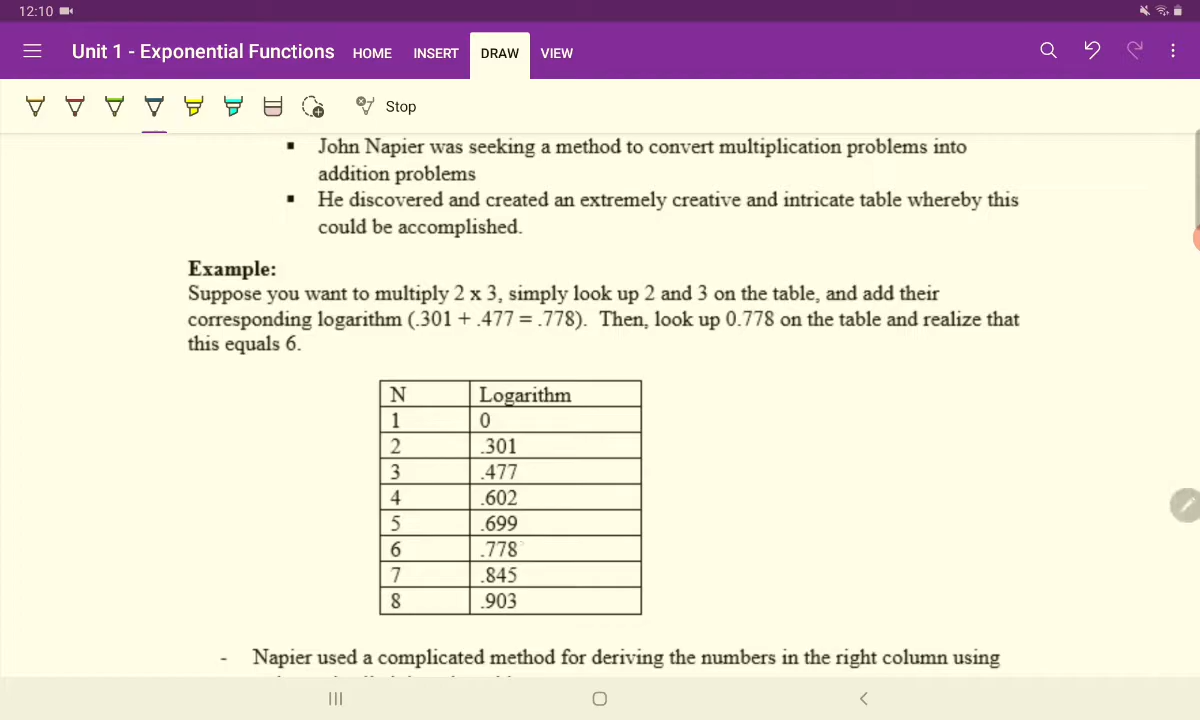 12:10
Unit 1 - Exponential Functions HOME INSERT DRAW VIEW
Stop
▪ John Napier was seeking a method to convert multiplication problems into
addition problems
▪ He discovered and created an extremely creative and intricate table whereby this
could be accomplished.
Example:
Suppose you want to multiply 2 x 3, simply look up 2 and 3 on the table, and add their
corresponding logarithm (.301 + .477 = .778). Then, look up 0.778 on the table and realize that
this equals 6.
N Logarithm
1 0
2 .301
3 .477
4 .602
5 .699
6 .778
7 .845
8 .903
- Napier used a complicated method for deriving the numbers in the right column using